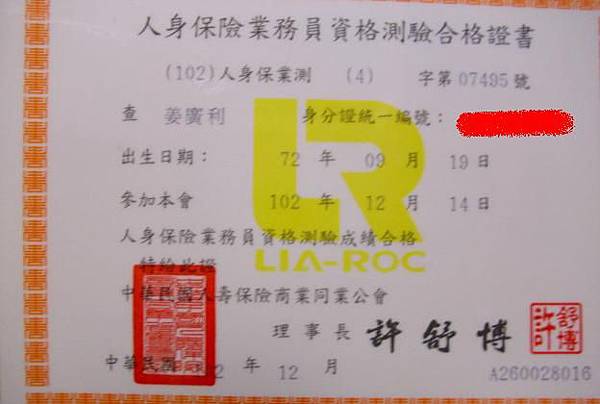 人身保險業務員資格測驗合格證書
(102)人身保業測 (4) 字第 07495 號
查 姜廣利 身分證統一編號:
出生日期: 72 年 09 月 19 日
參加本會 102 年 12 月 14 日
人身保險業務員資格測驗成績合格
特給此證
LIA-ROC
中華民國人壽保險商業同業公會
理事長 許舒博
許舒博
中華民國 2 年 12 月
A260028016